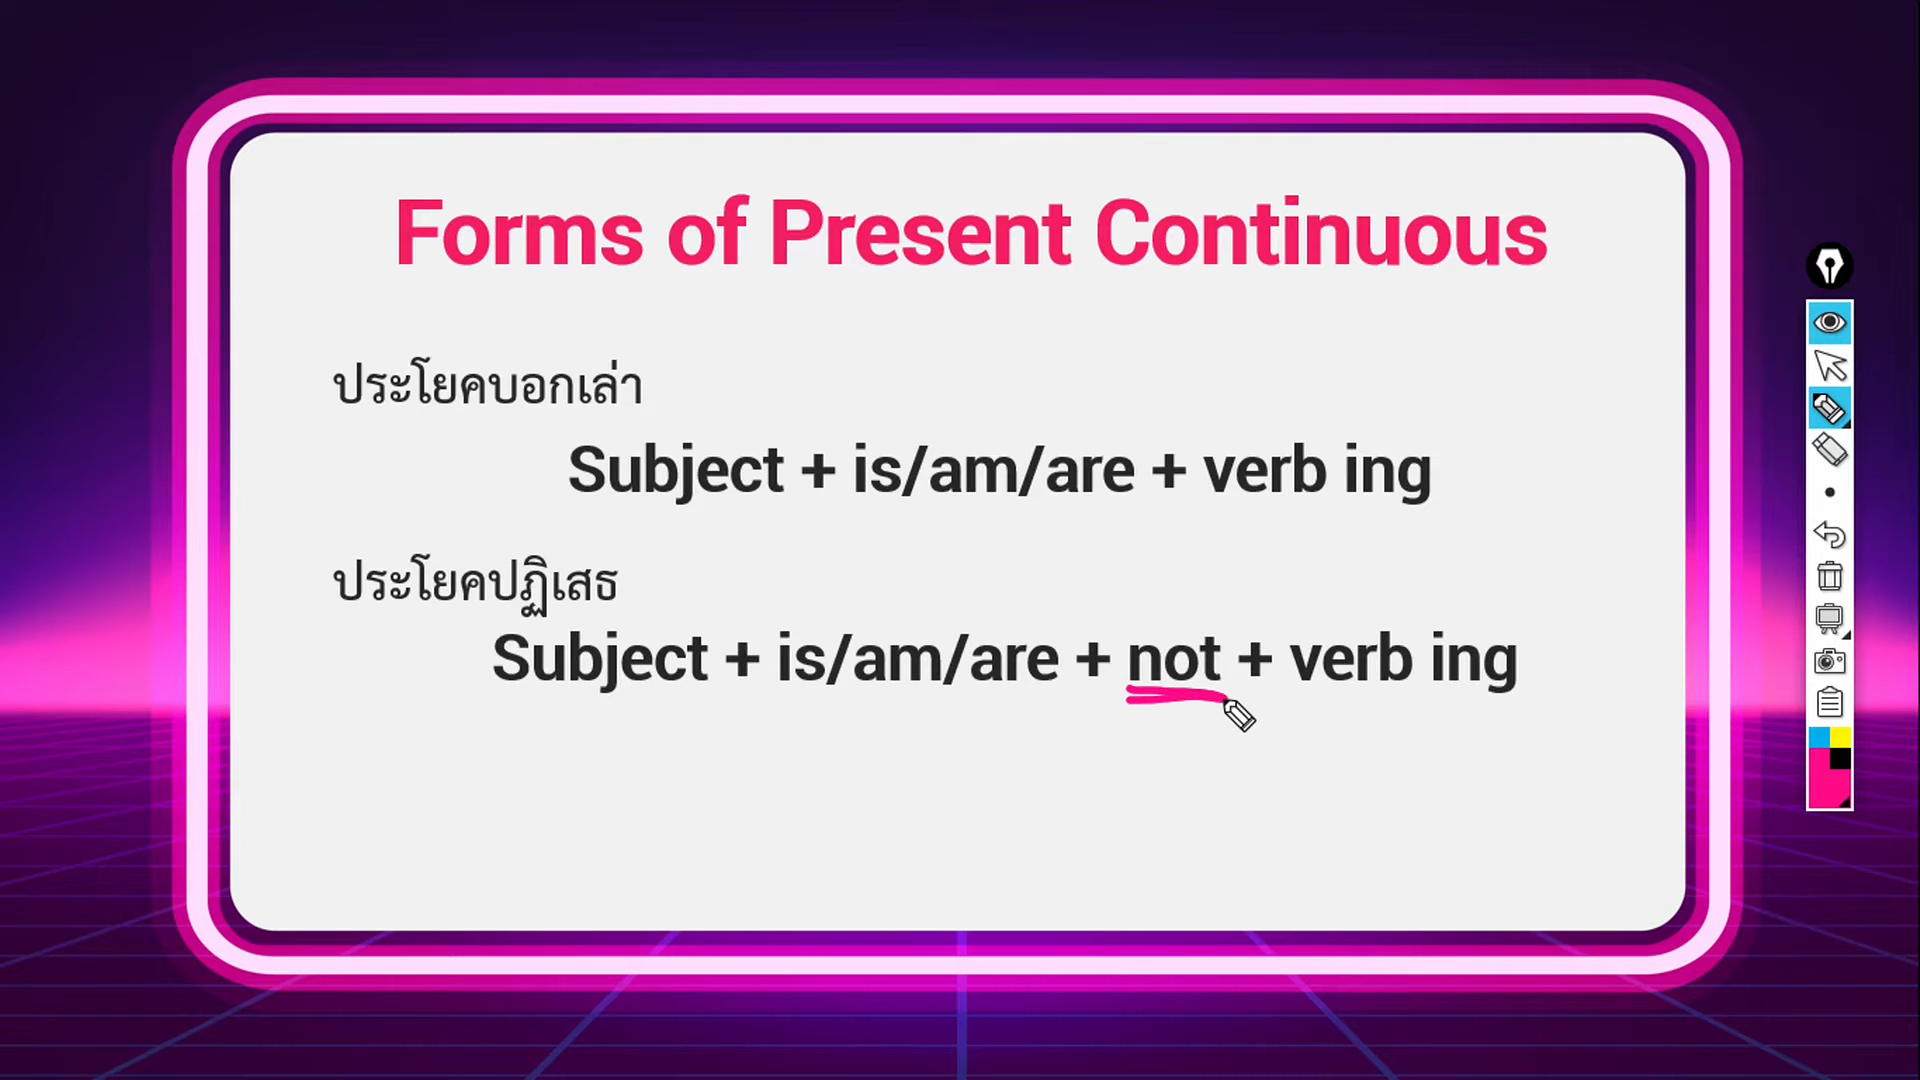 Forms of Present Continuous
ประโยคบอกเล่า
Subject + is/am/are + verb ing
ประโยคปฏิเสธ
Subject + is/am/are + not + verb ing